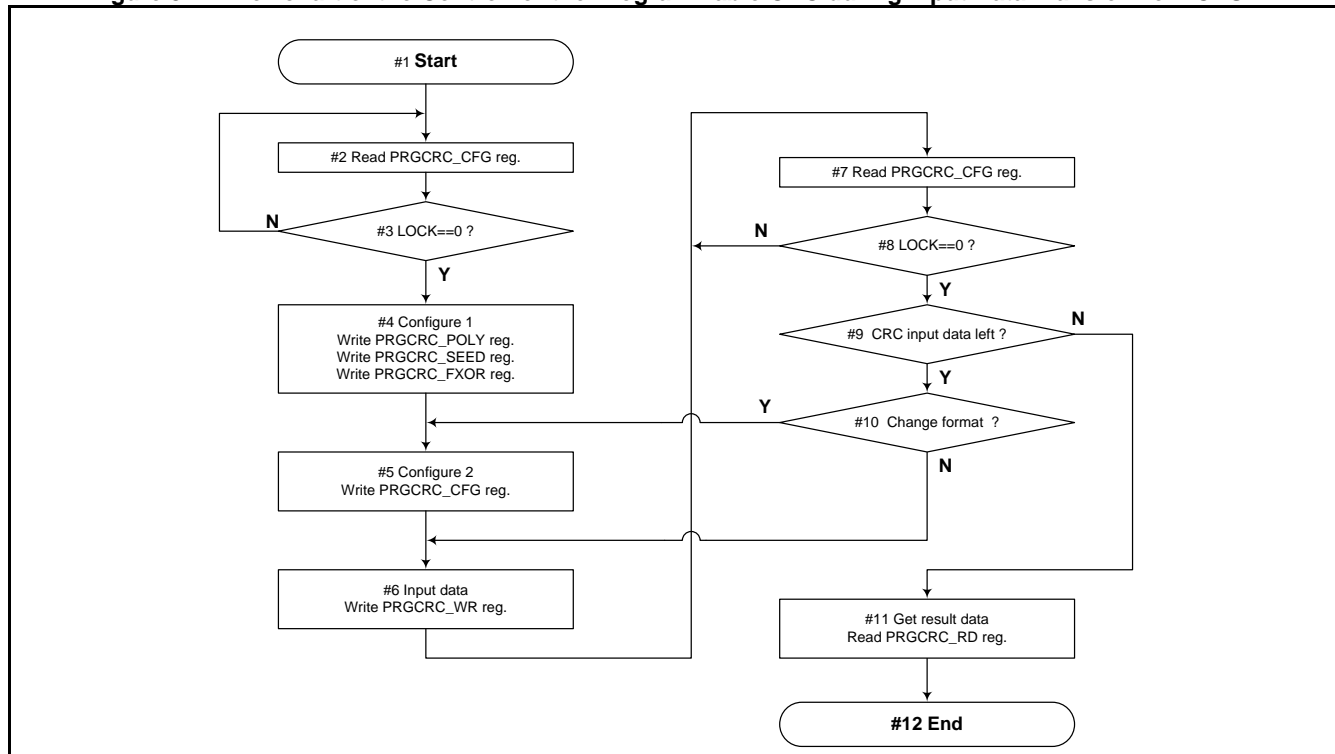 #1 Start
#2 Read PRGCRC_CFG reg.
N
#3 LOCK==0 ?
Y
#4 Configure 1
Write PRGCRC_POLY reg.
Write PRGCRC_SEED reg.
Write PRGCRC_FXOR reg.
#5 Configure 2
Write PRGCRC_CFG reg.
#6 Input data
Write PRGCRC_WR reg.
#7 Read PRGCRC_CFG reg.
N
#8 LOCK==0 ?
Y
N
#9 CRC input data left ?
Y
Y
#10 Change format ?
N
#11 Get result data
Read PRGCRC_RD reg.
#12 End